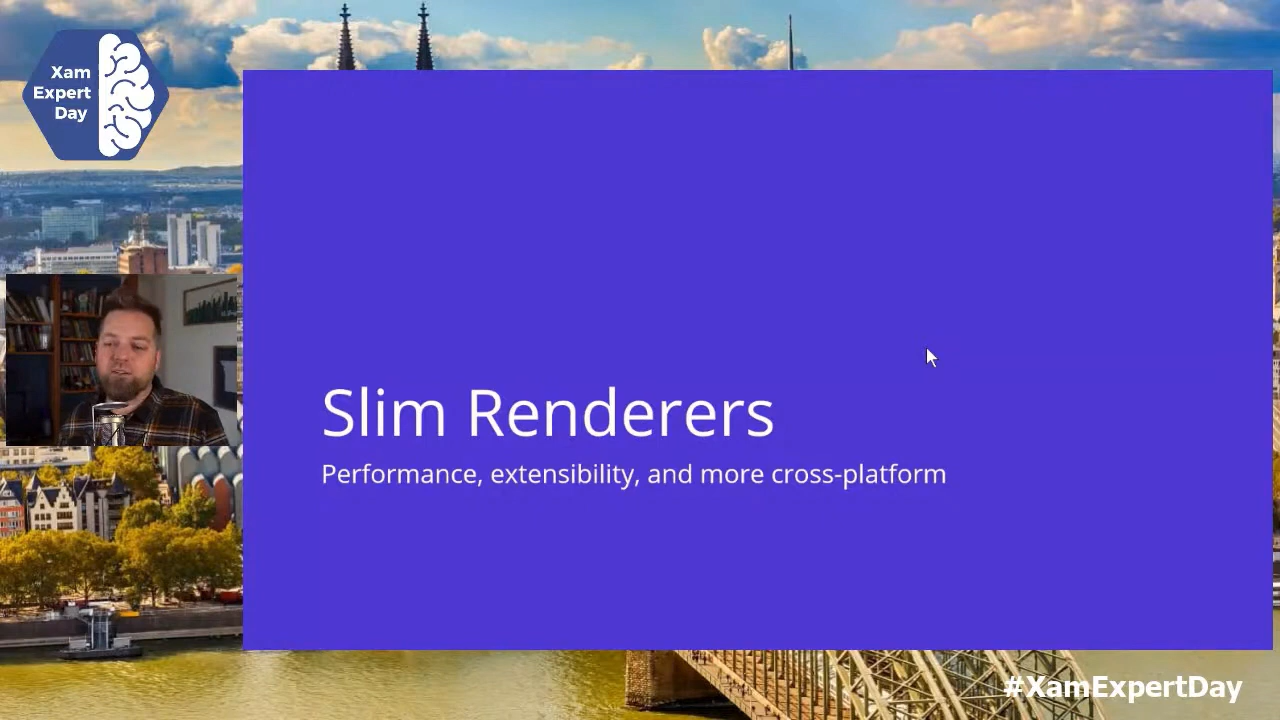 Xam
Expert
Day
Slim Renderers
Performance, extensibility, and more cross-platform
#XamExpertDay